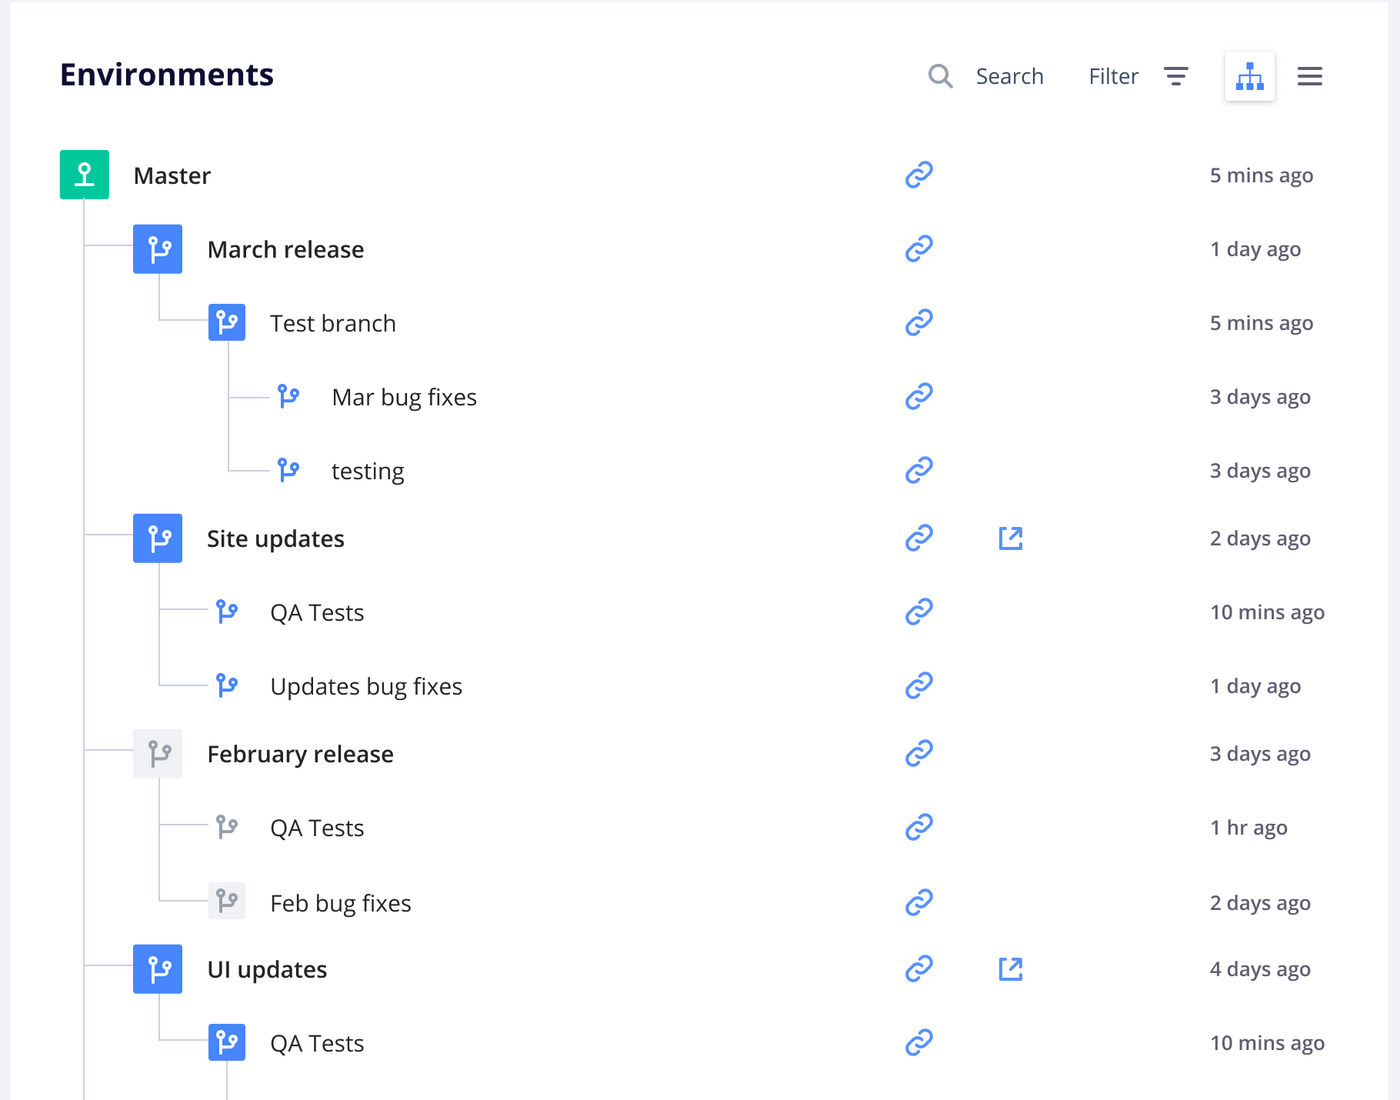 Environments
Search Filter
Master 5 mins ago
March release 1 day ago
Test branch 5 mins ago
Mar bug fixes 3 days ago
testing 3 days ago
Site updates 2 days ago
QA Tests 10 mins ago
Updates bug fixes 1 day ago
February release 3 days ago
QA Tests 1 hr ago
Feb bug fixes 2 days ago
UI updates 4 days ago
QA Tests 10 mins ago